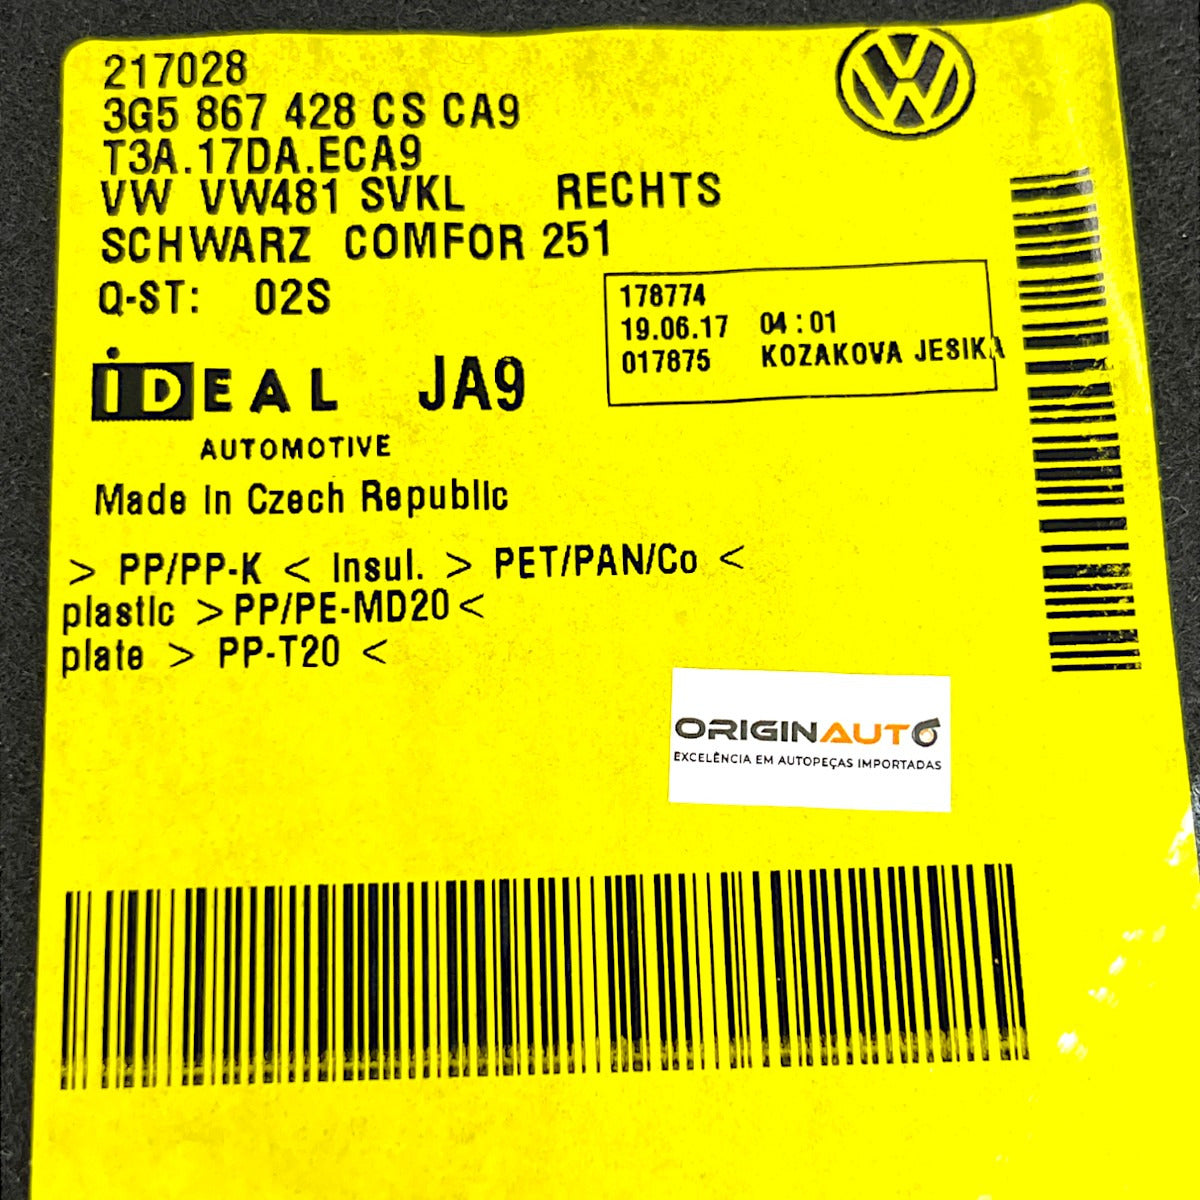 217028
3G5 867 428 CS CA9
T3A.17DA.ECA9
VW VW481 SVKL RECHTS
SCHWARZ COMFOR 251
Q-ST: 02S
178774
19.06.17 04:01
017875 KOZAKOVA JESIKA
iDEAL JA9
AUTOMOTIVE
Made in Czech Republic
> PP/PP-K < Insul. > PET/PAN/Co <
plastic > PP/PE-MD20 <
plate > PP-T20 <
ORIGINAUTO
EXCELÊNCIA EM AUTOPEÇAS IMPORTADAS